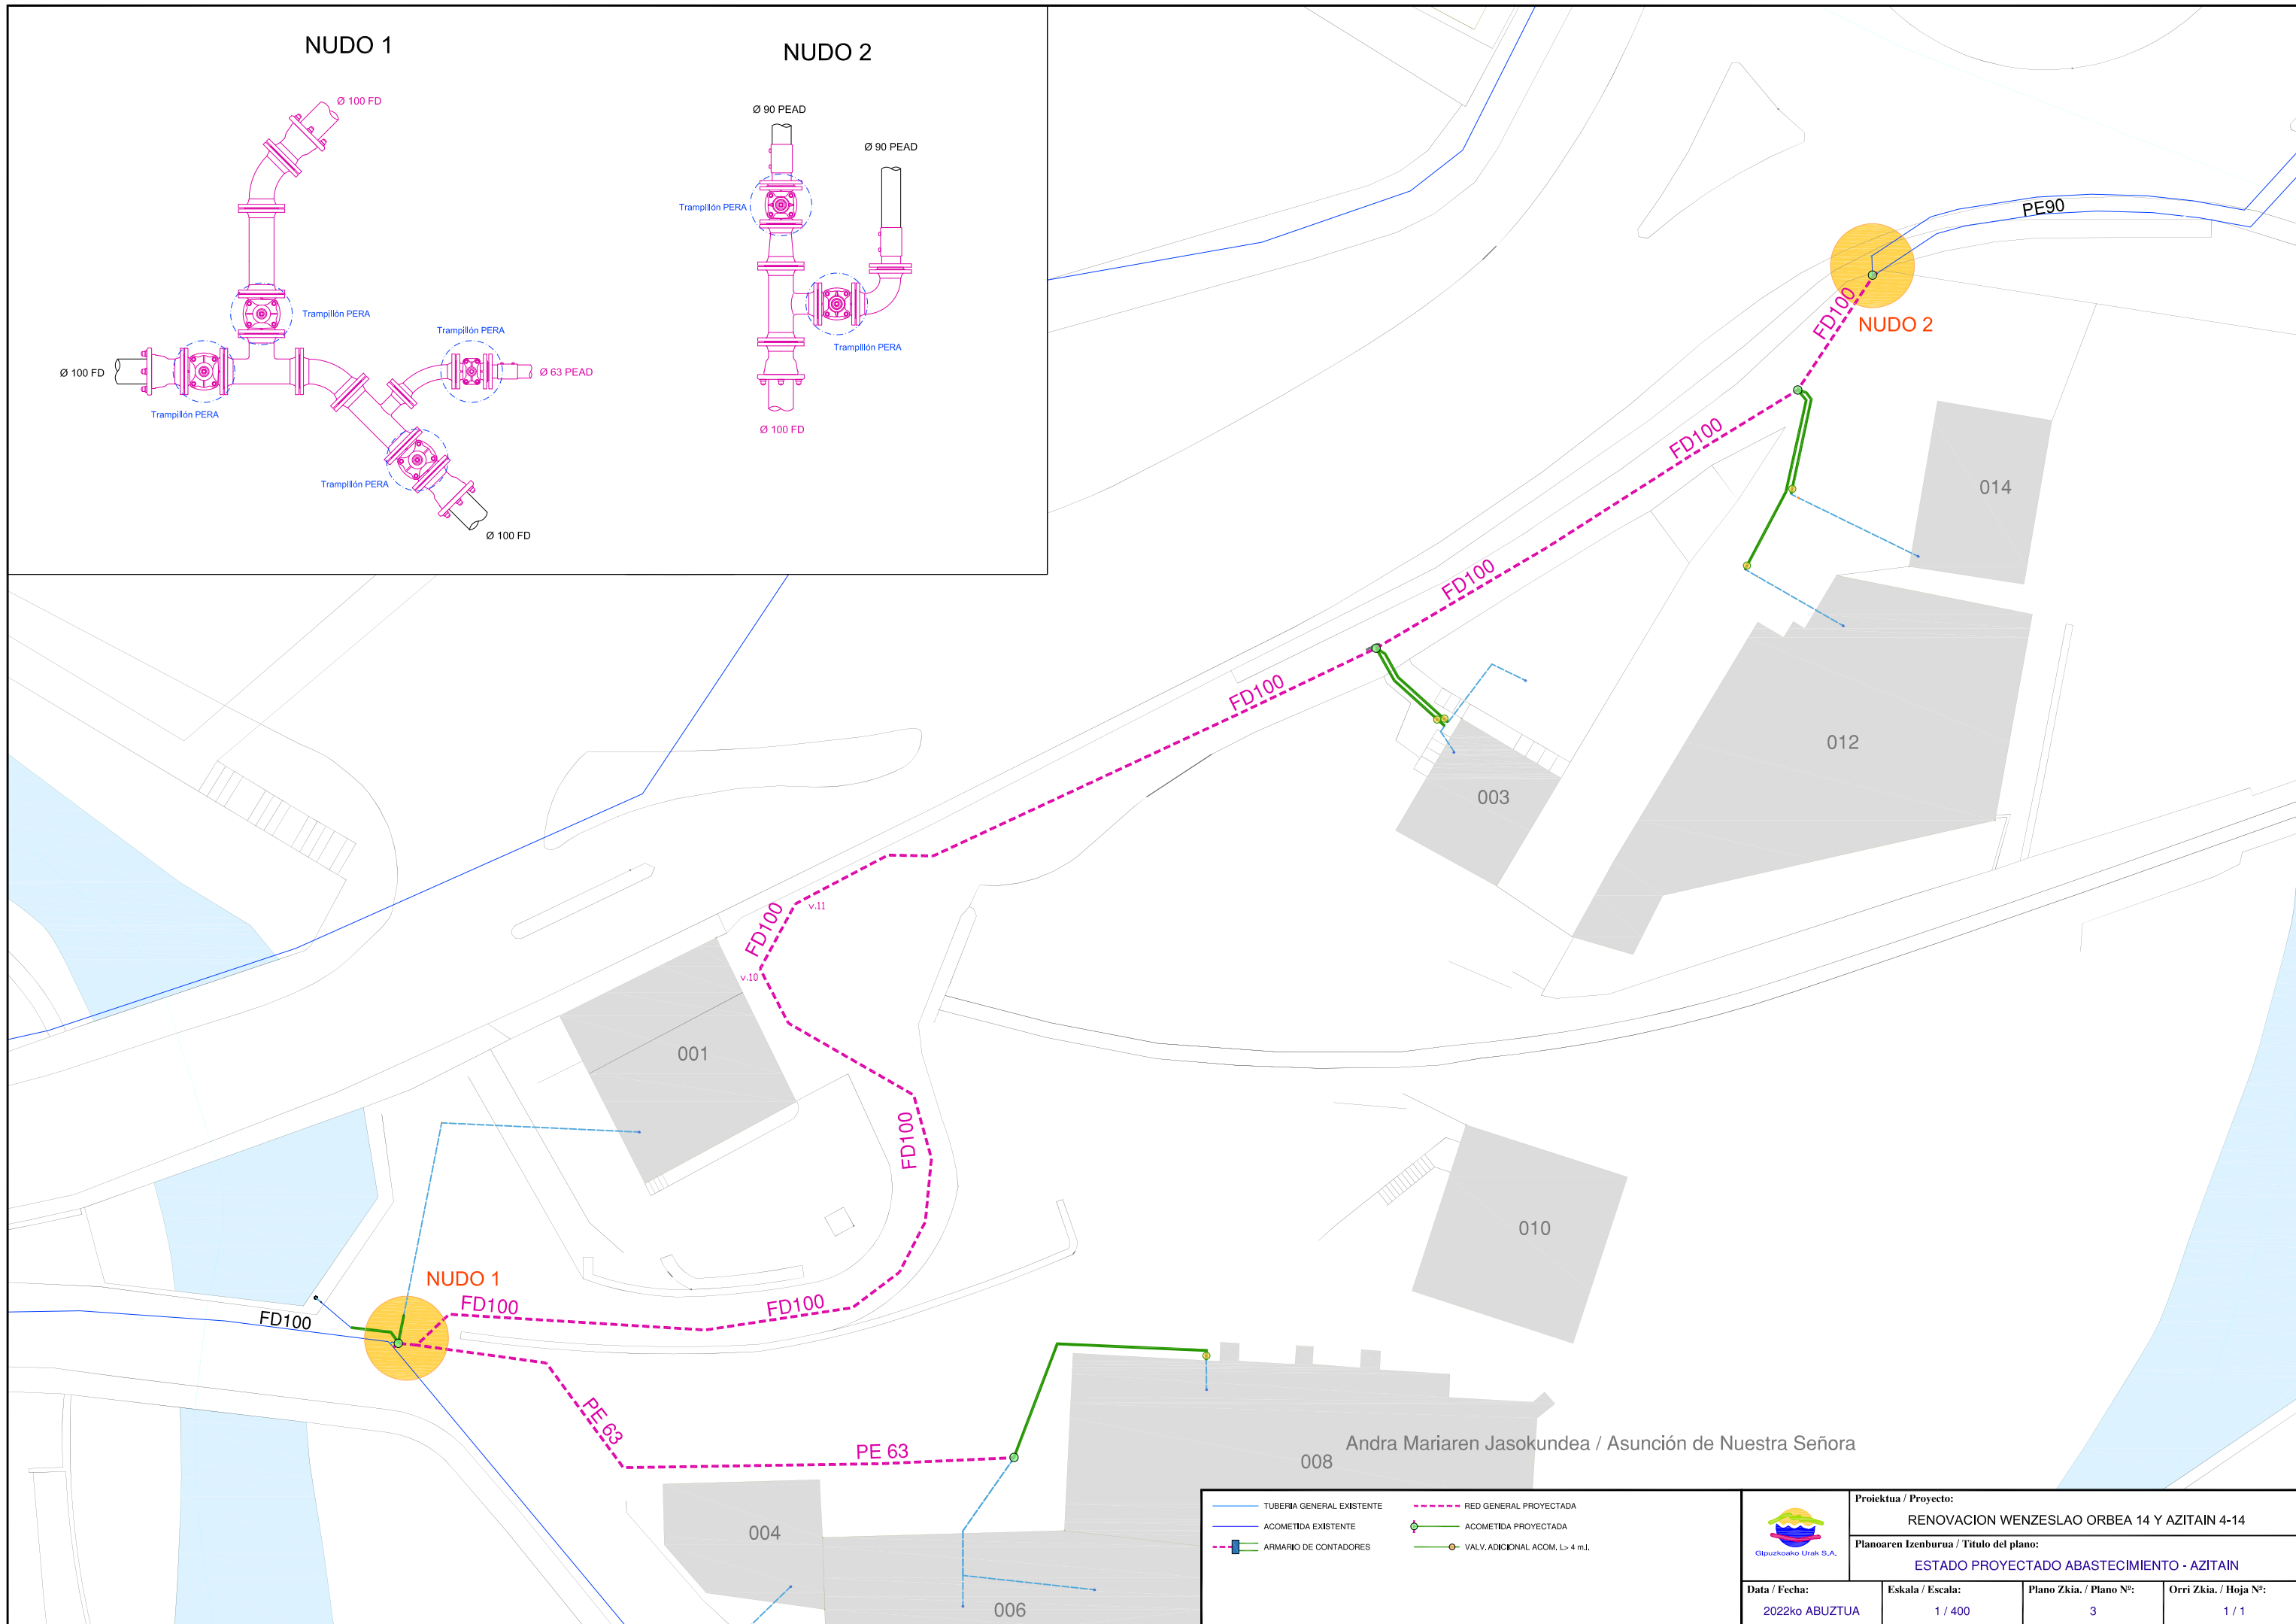 NUDO 1
NUDO 2
Ø 100 FD
Ø 90 PEAD
Ø 90 PEAD
Trampillón PERA
Trampillón PERA
Trampillón PERA
Ø 100 FD
Ø 63 PEAD
Trampillón PERA
Trampillón PERA
Trampillón PERA
Ø 100 FD
Trampillón PERA
Ø 100 FD
PE90
FD100
NUDO 2
FD100
014
FD100
FD100
012
003
v.11
FD100
v.10
001
FD100
010
NUDO 1
FD100
FD100
FD100
PE 63
PE 63
Andra Mariaren Jasokundea / Asunción de Nuestra Señora
008
004
006
TUBERIA GENERAL EXISTENTE
RED GENERAL PROYECTADA
ACOMETIDA EXISTENTE
ACOMETIDA PROYECTADA
ARMARIO DE CONTADORES
VALV. ADICIONAL ACOM. L> 4 m.l.
Gipuzkoako Urak S.A.
Proiektua / Proyecto:
RENOVACION WENZESLAO ORBEA 14 Y AZITAIN 4-14
Planoaren Izenburua / Titulo del plano:
ESTADO PROYECTADO ABASTECIMIENTO - AZITAIN
Data / Fecha:
2022ko ABUZTUA
Eskala / Escala:
1 / 400
Plano Zkia. / Plano Nº:
3
Orri Zkia. / Hoja Nº:
1 / 1